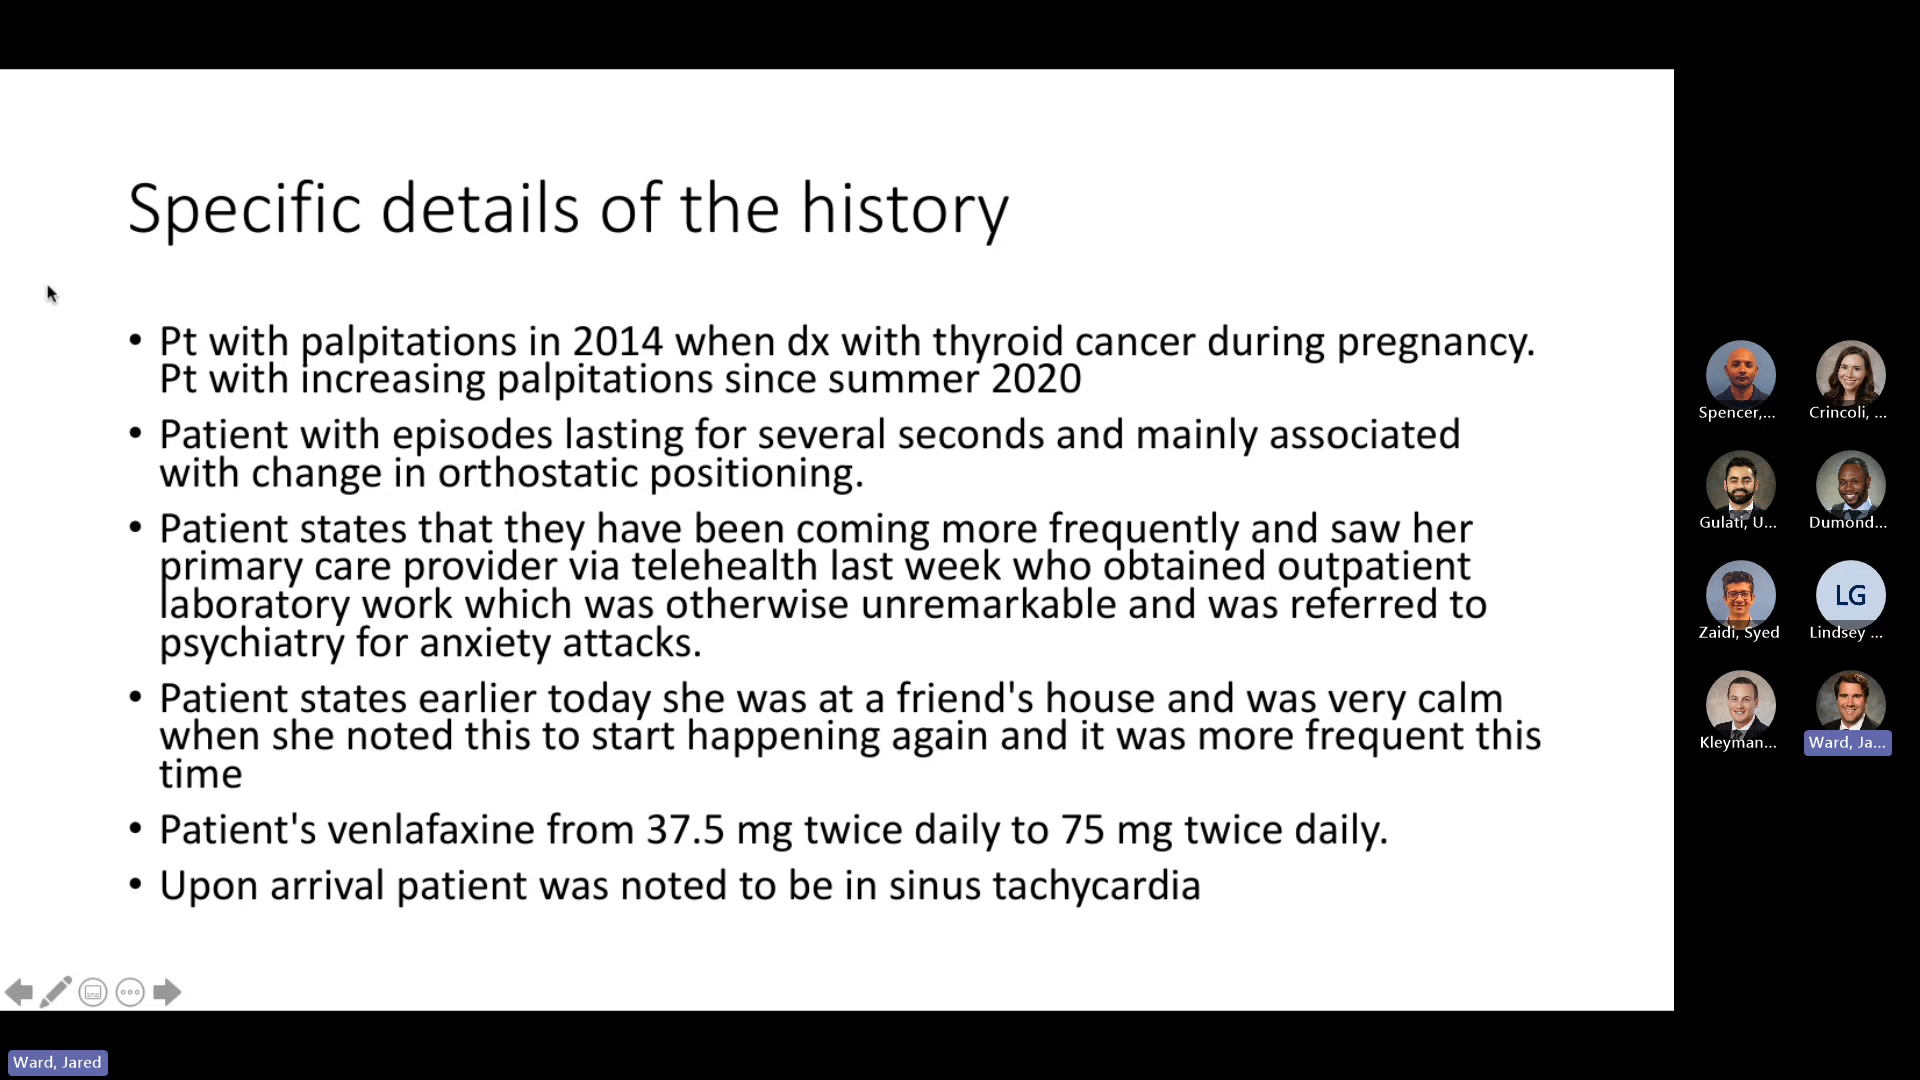 Specific details of the history
• Pt with palpitations in 2014 when dx with thyroid cancer during pregnancy.
Pt with increasing palpitations since summer 2020
• Patient with episodes lasting for several seconds and mainly associated
with change in orthostatic positioning.
• Patient states that they have been coming more frequently and saw her
primary care provider via telehealth last week who obtained outpatient
laboratory work which was otherwise unremarkable and was referred to
psychiatry for anxiety attacks.
• Patient states earlier today she was at a friend's house and was very calm
when she noted this to start happening again and it was more frequent this
time
• Patient's venlafaxine from 37.5 mg twice daily to 75 mg twice daily.
• Upon arrival patient was noted to be in sinus tachycardia
Spencer,...
Crincoli, ...
Gulati, U...
Dumond...
LG
Zaidi, Syed
Lindsey ...
Kleyman...
Ward, Ja...
Ward, Jared